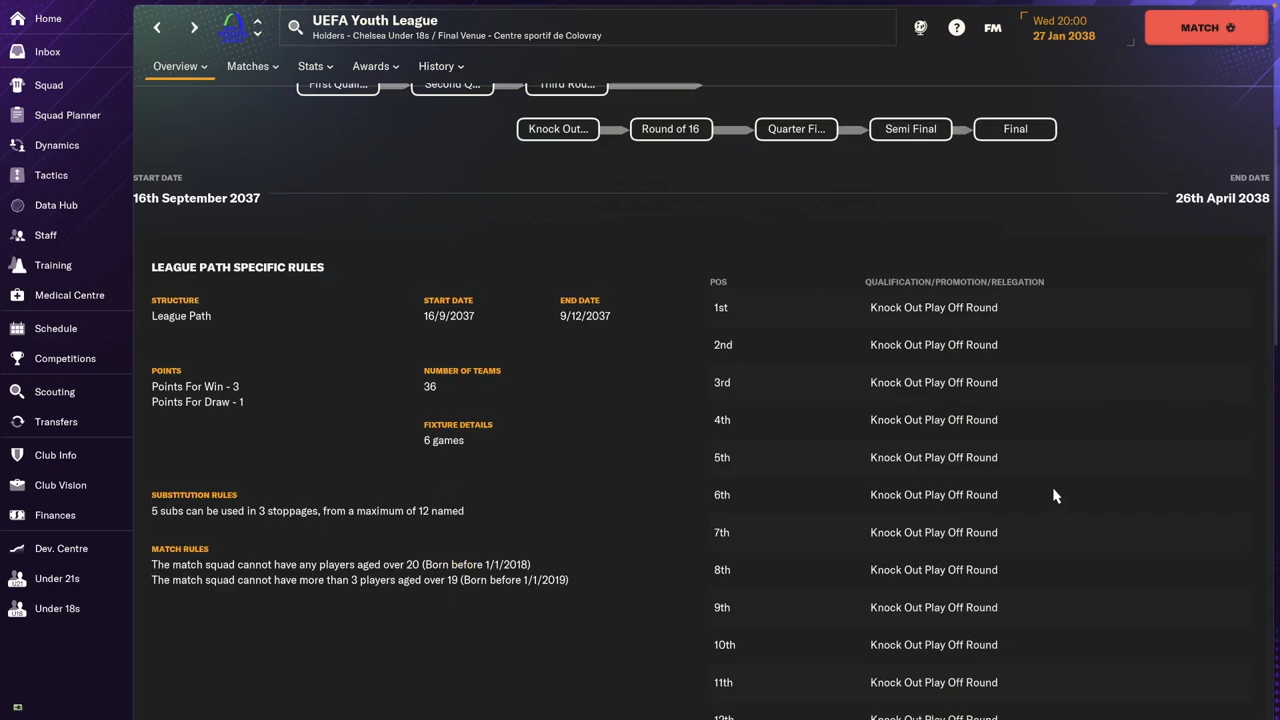 Home
Inbox
Squad
Squad Planner
Dynamics
Tactics
Data Hub
Staff
Training
Medical Centre
Schedule
Competitions
Scouting
Transfers
Club Info
Club Vision
Finances
Dev. Centre
U21 Under 21s
U18 Under 18s
UEFA Youth League
Holders - Chelsea Under 18s / Final Venue - Centre sportif de Colovray
? FM
Wed 20:00
27 Jan 2038
MATCH
Overview Matches Stats Awards History
First Quali... Second Q... Third Rou...
Knock Out... Round of 16 Quarter Fi... Semi Final Final
START DATE END DATE
16th September 2037 26th April 2038
LEAGUE PATH SPECIFIC RULES
STRUCTURE START DATE END DATE
League Path 16/9/2037 9/12/2037
POINTS NUMBER OF TEAMS
Points For Win - 3 36
Points For Draw - 1
FIXTURE DETAILS
6 games
SUBSTITUTION RULES
5 subs can be used in 3 stoppages, from a maximum of 12 named
MATCH RULES
The match squad cannot have any players aged over 20 (Born before 1/1/2018)
The match squad cannot have more than 3 players aged over 19 (Born before 1/1/2019)
POS QUALIFICATION/PROMOTION/RELEGATION
1st Knock Out Play Off Round
2nd Knock Out Play Off Round
3rd Knock Out Play Off Round
4th Knock Out Play Off Round
5th Knock Out Play Off Round
6th Knock Out Play Off Round
7th Knock Out Play Off Round
8th Knock Out Play Off Round
9th Knock Out Play Off Round
10th Knock Out Play Off Round
11th Knock Out Play Off Round
12th Knock Out Play Off Round